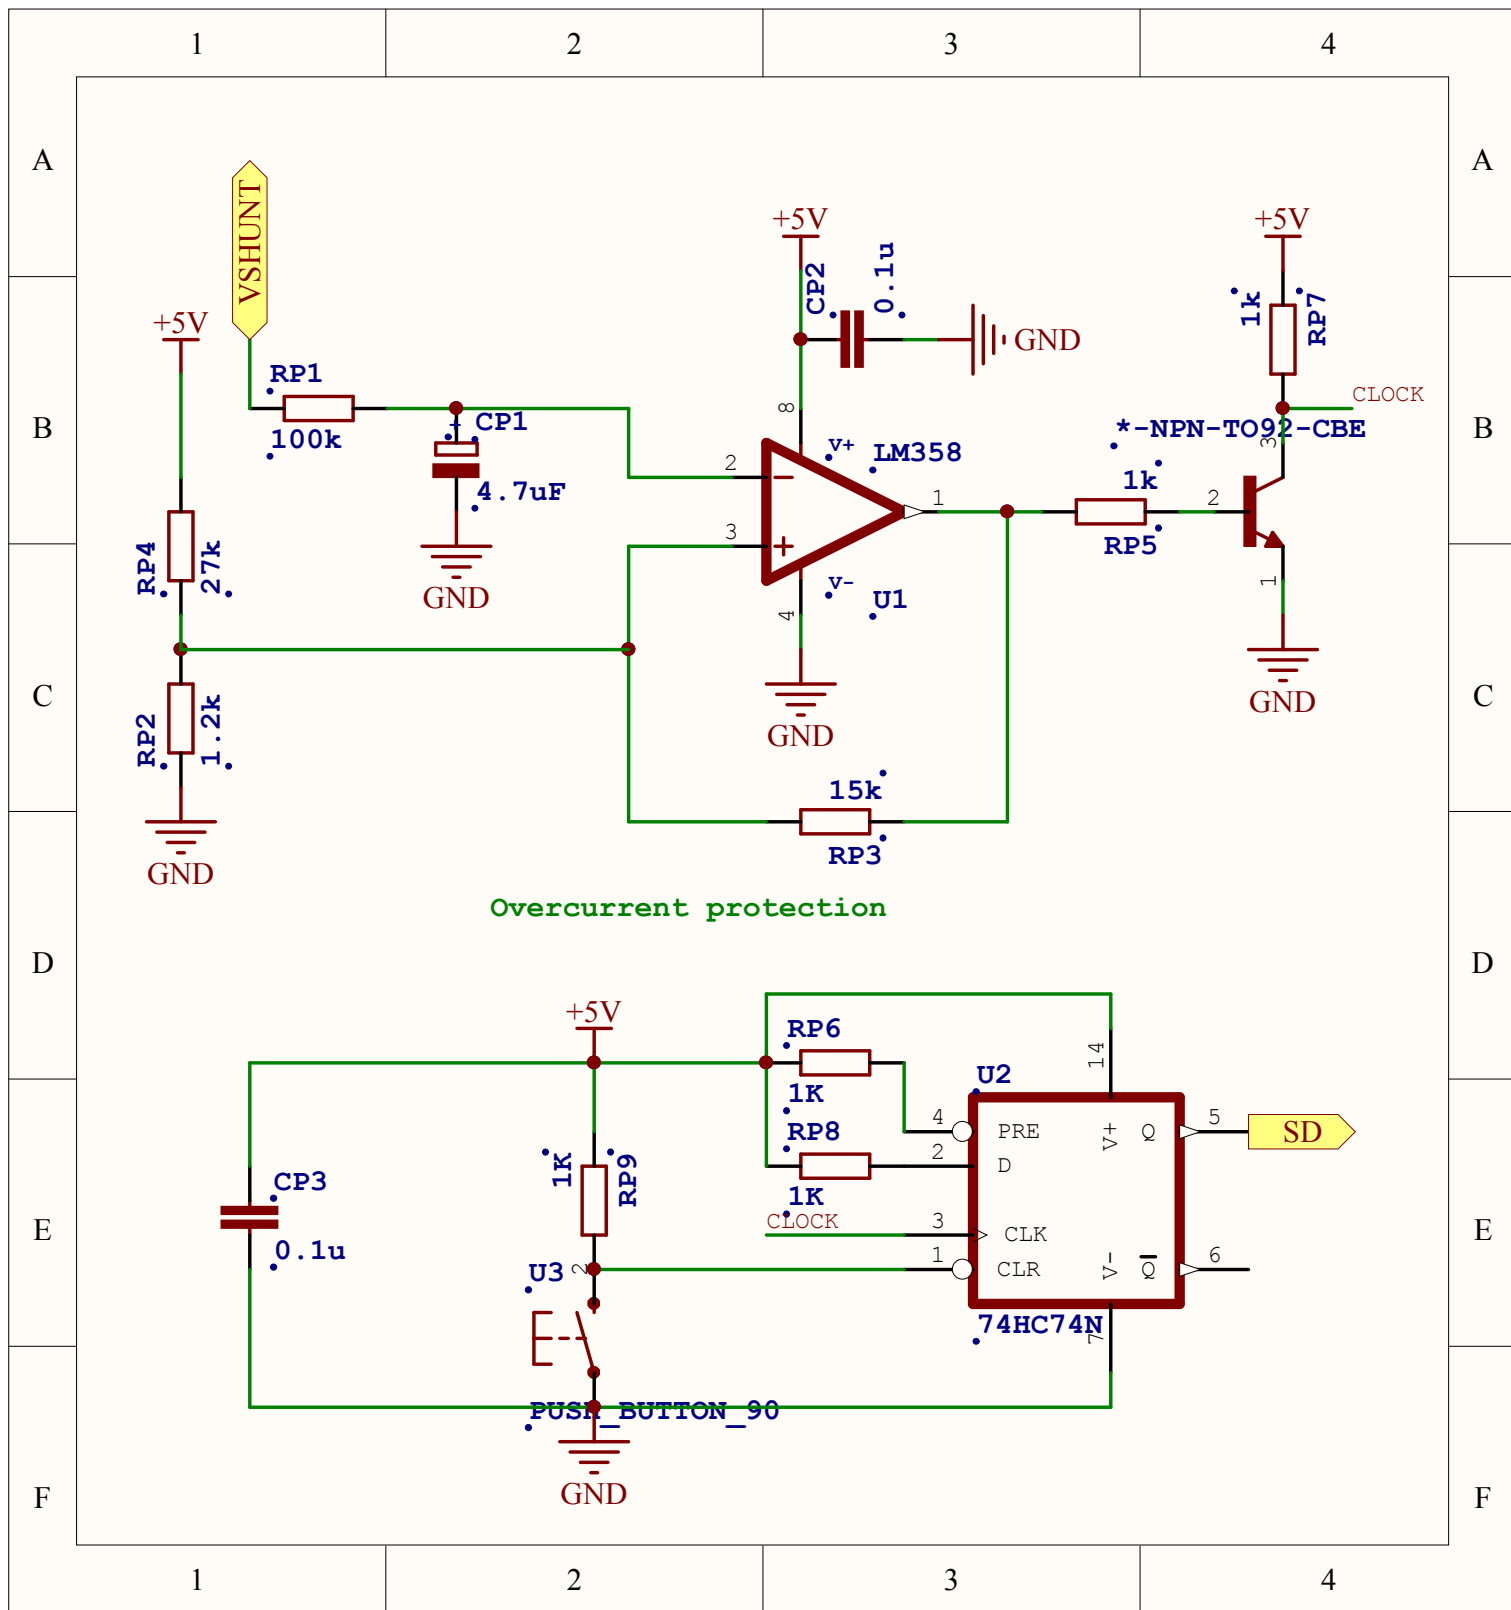 1 2 3 4
A A
VSHUNT
+5V
+5V
CP2
0.1u
1k
RP7
GND
+5V
RP1
CLOCK
B B
100k
CP1
+
4.7uF
8
V+
LM358
*-NPN-TO92-CBE
3
2
1
1k
2
RP5
3
RP4
27k
GND
V-
U1
4
1
C C
RP2
1.2k
GND
GND
15k
RP3
GND
Overcurrent protection
D D
+5V
RP6
14
U2
1K
4
PRE
V+
Q
5
SD
RP8
2
D
1K
RP9
1K
CP3
CLOCK
3
CLK
E E
0.1u
U3
2
1
CLR
V-
Q
6
74HC74N
7
PUSH_BUTTON_90
GND
F F
1 2 3 4